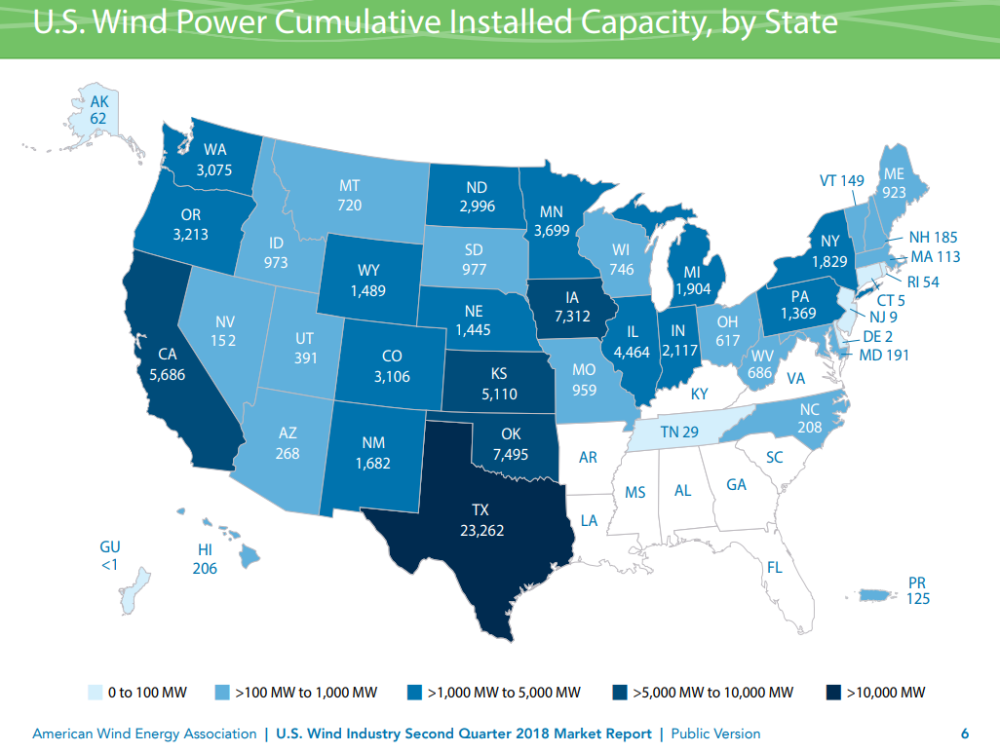 U.S. Wind Power Cumulative Installed Capacity, by State
AK
62
WA
3,075
OR
3,213
CA
5,686
ID
973
NV
152
MT
720
WY
1,489
UT
391
AZ
268
CO
3,106
NM
1,682
ND
2,996
SD
977
NE
1,445
KS
5,110
OK
7,495
TX
23,262
MN
3,699
IA
7,312
MO
959
AR
LA
WI
746
IL
4,464
MI
1,904
IN
2,117
OH
617
KY
TN 29
MS
AL
GA
FL
SC
NC
208
VA
WV
686
PA
1,369
NY
1,829
VT 149
ME
923
NH 185
MA 113
RI 54
CT 5
NJ 9
DE 2
MD 191
GU
<1
HI
206
PR
125
0 to 100 MW
>100 MW to 1,000 MW
>1,000 MW to 5,000 MW
>5,000 MW to 10,000 MW
>10,000 MW
American Wind Energy Association | U.S. Wind Industry Second Quarter 2018 Market Report | Public Version
6